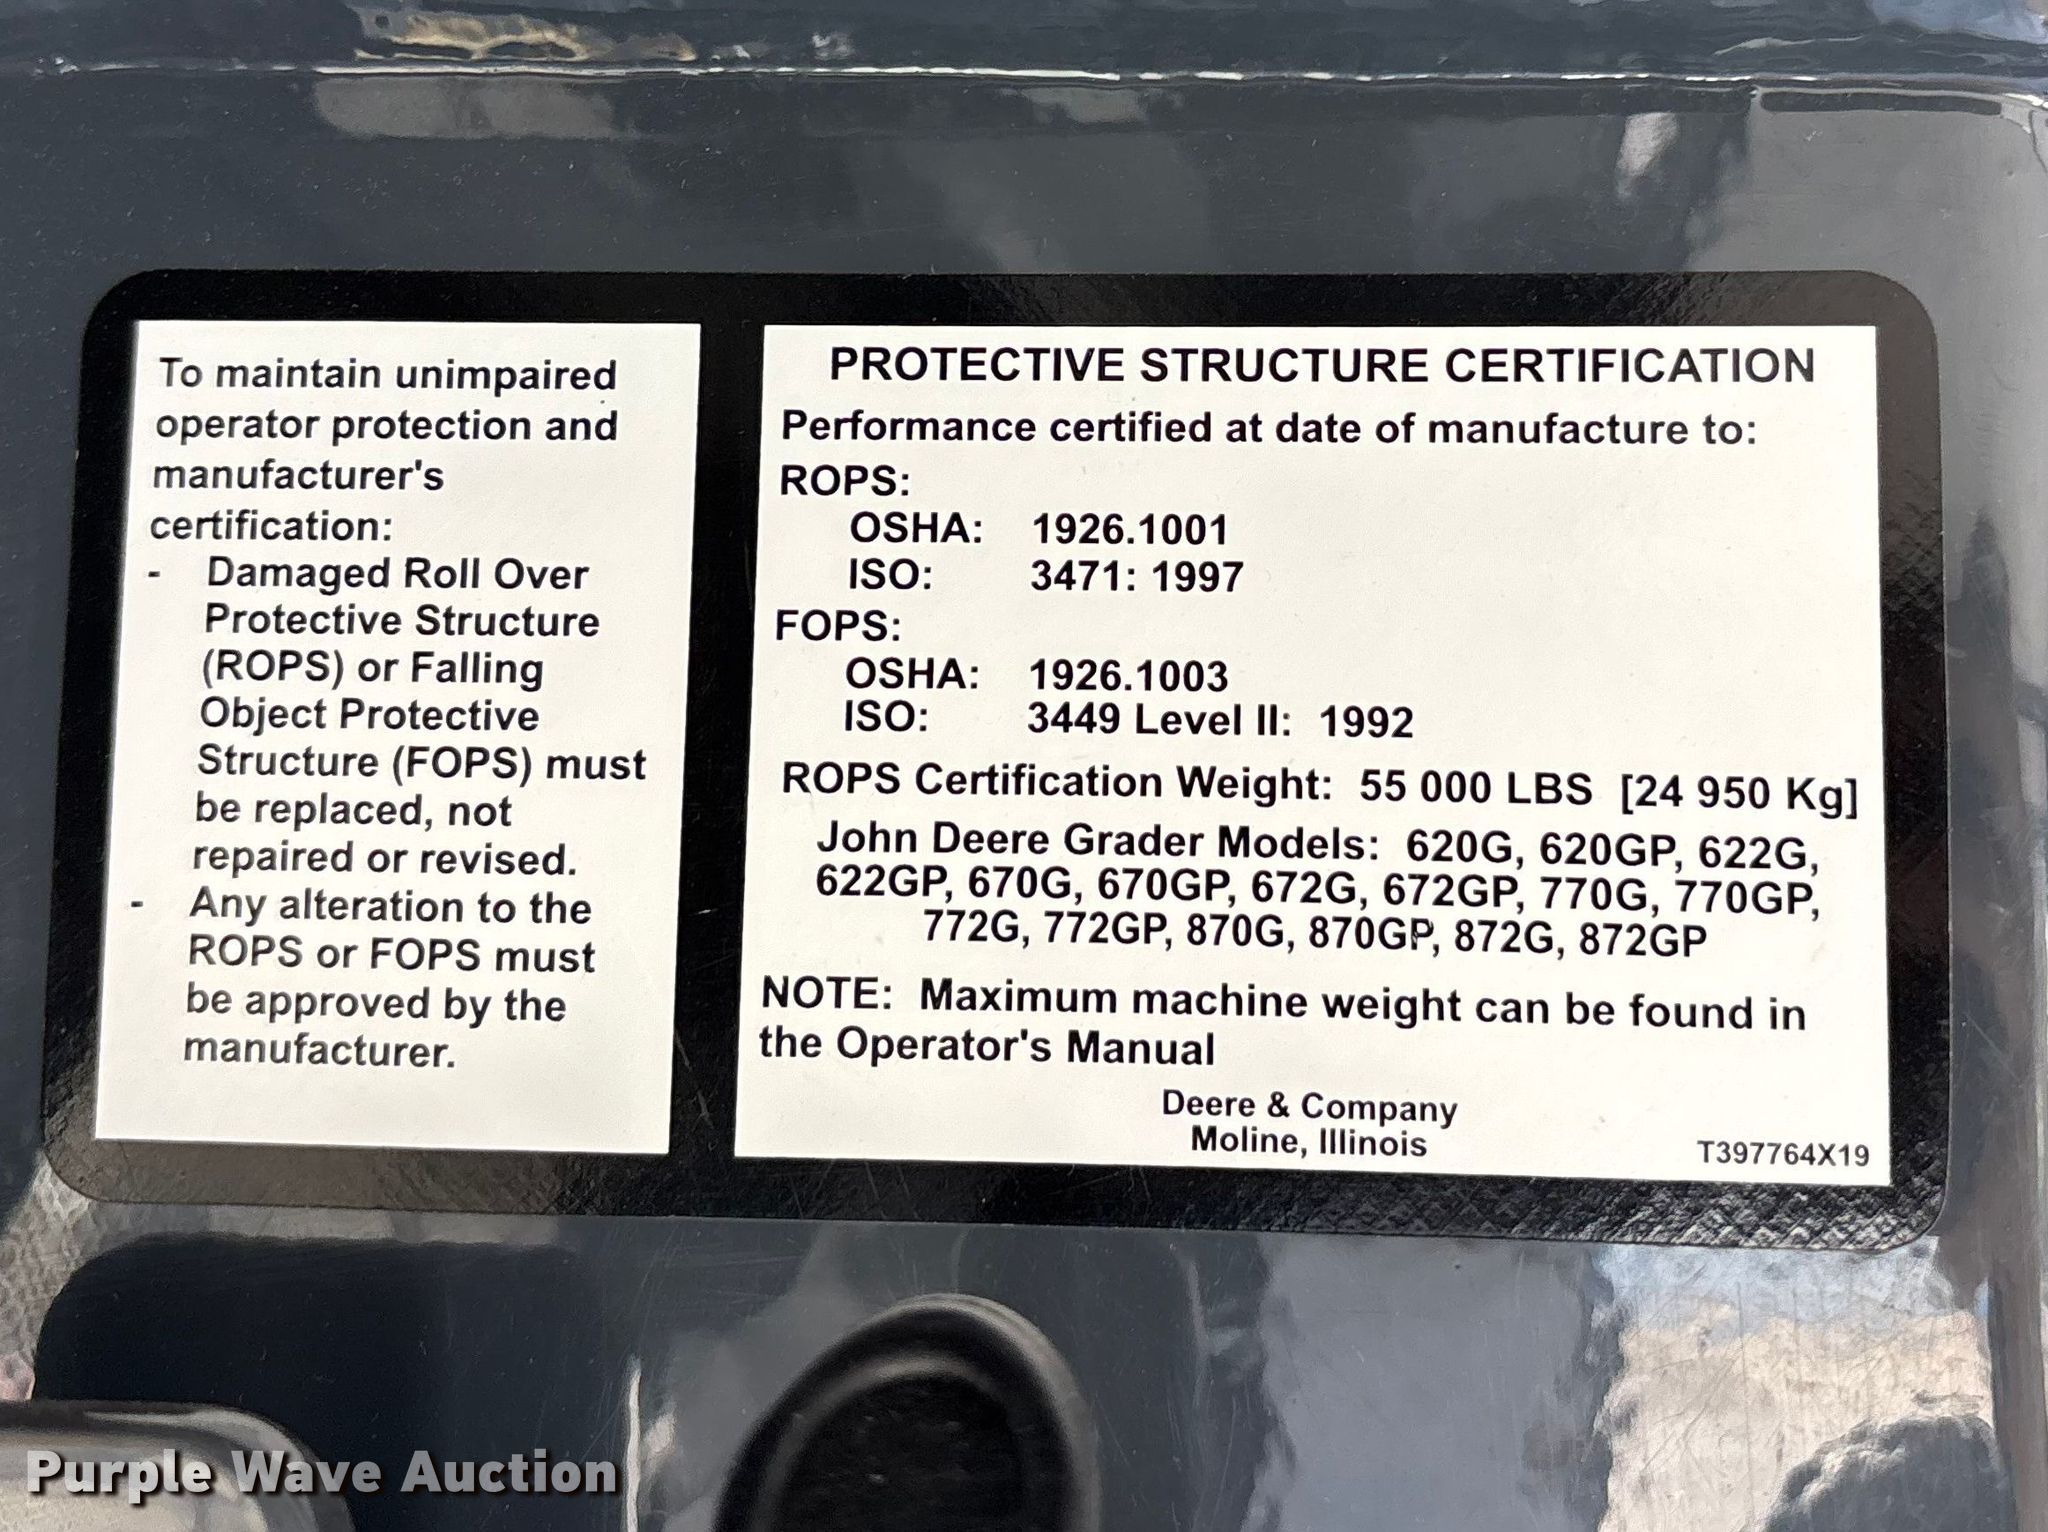 To maintain unimpaired
operator protection and
manufacturer's
certification:
- Damaged Roll Over
Protective Structure
(ROPS) or Falling
Object Protective
Structure (FOPS) must
be replaced, not
repaired or revised.
- Any alteration to the
ROPS or FOPS must
be approved by the
manufacturer.
PROTECTIVE STRUCTURE CERTIFICATION
Performance certified at date of manufacture to:
ROPS:
OSHA: 1926.1001
ISO: 3471: 1997
FOPS:
OSHA: 1926.1003
ISO: 3449 Level II: 1992
ROPS Certification Weight: 55 000 LBS [24 950 Kg]
John Deere Grader Models: 620G, 620GP, 622G,
622GP, 670G, 670GP, 672G, 672GP, 770G, 770GP,
772G, 772GP, 870G, 870GP, 872G, 872GP
NOTE: Maximum machine weight can be found in
the Operator's Manual
Deere & Company
Moline, Illinois
T397764X19
Purple Wave Auction